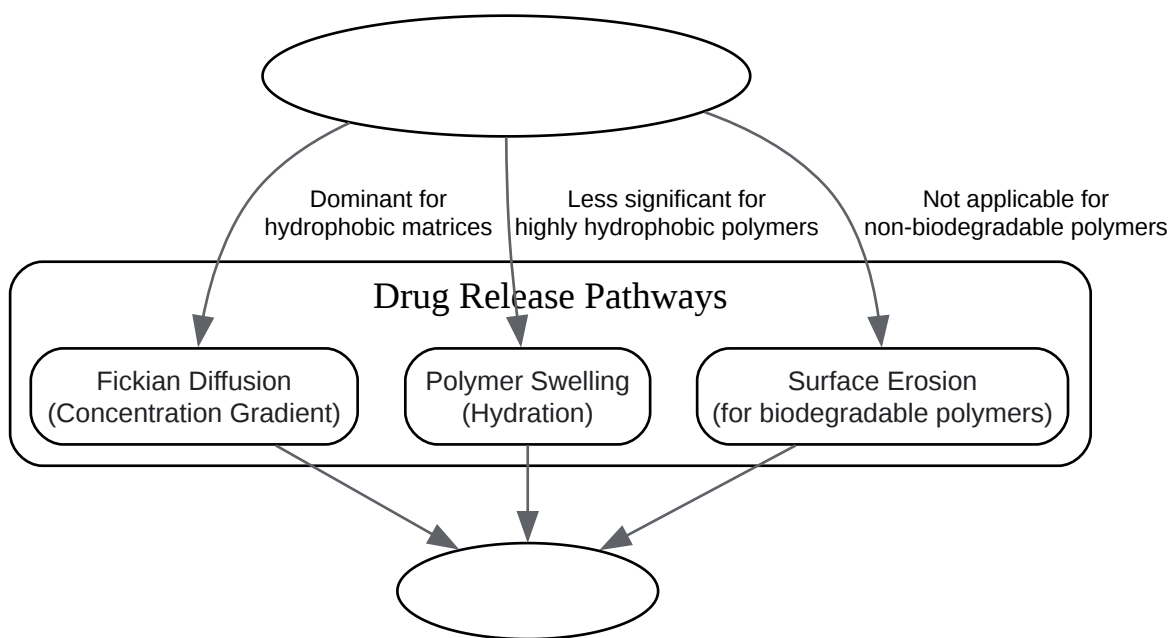 Dominant for
hydrophobic matrices
Less significant for
highly hydrophobic polymers
Not applicable for
non-biodegradable polymers
Drug Release Pathways
Fickian Diffusion
(Concentration Gradient)
Polymer Swelling
(Hydration)
Surface Erosion
(for biodegradable polymers)